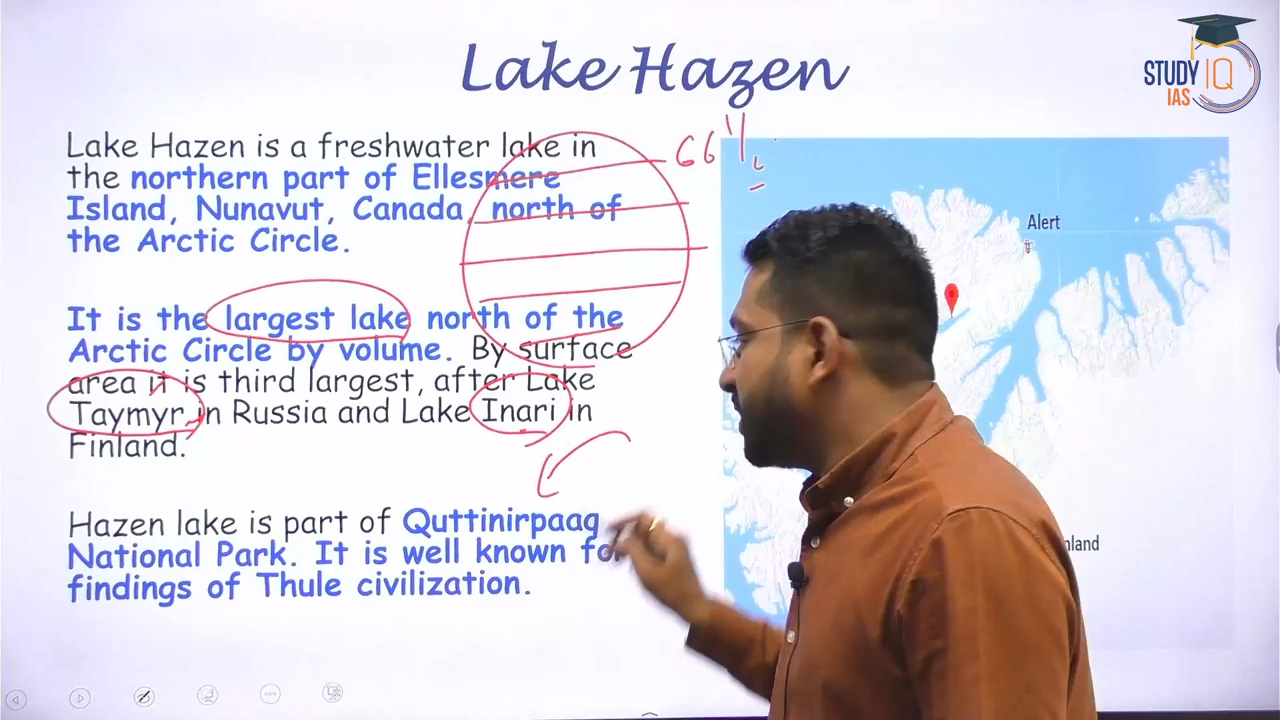 Lake Hazen
STUDY IQ
IAS
Lake Hazen is a freshwater lake in
the northern part of Ellesmere
Island, Nunavut, Canada, north of
the Arctic Circle.
66 1/2
It is the largest lake north of the
Arctic Circle by volume. By surface
area it is third largest, after Lake
Taymyr in Russia and Lake Inari in
Finland.
Hazen lake is part of Quttinirpaaq
National Park. It is well known for
findings of Thule civilization.
Alert